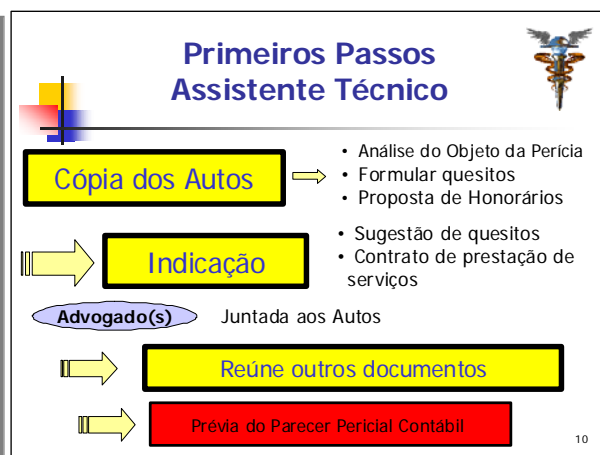 Primeiros Passos
Assistente Técnico
Cópia dos Autos
• Análise do Objeto da Perícia
• Formular quesitos
• Proposta de Honorários
Indicação
• Sugestão de quesitos
• Contrato de prestação de
serviços
Advogado(s)
Juntada aos Autos
Reúne outros documentos
Prévia do Parecer Pericial Contábil
10